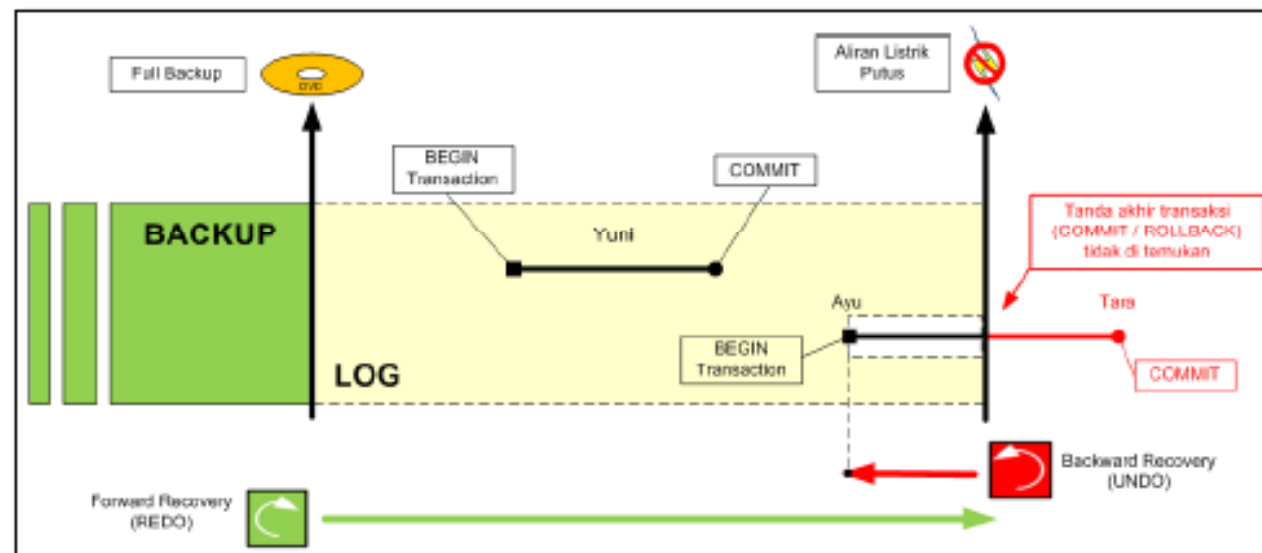 Full Backup
DVD
Aliran Listrik
Putus
BEGIN
Transaction
COMMIT
BACKUP
Yuni
Tanda akhir transaksi
(COMMIT / ROLLBACK)
tidak di temukan
Ayu
Tara
BEGIN
Transaction
LOG
COMMIT
Backward Recovery
(UNDO)
Forward Recovery
(REDO)